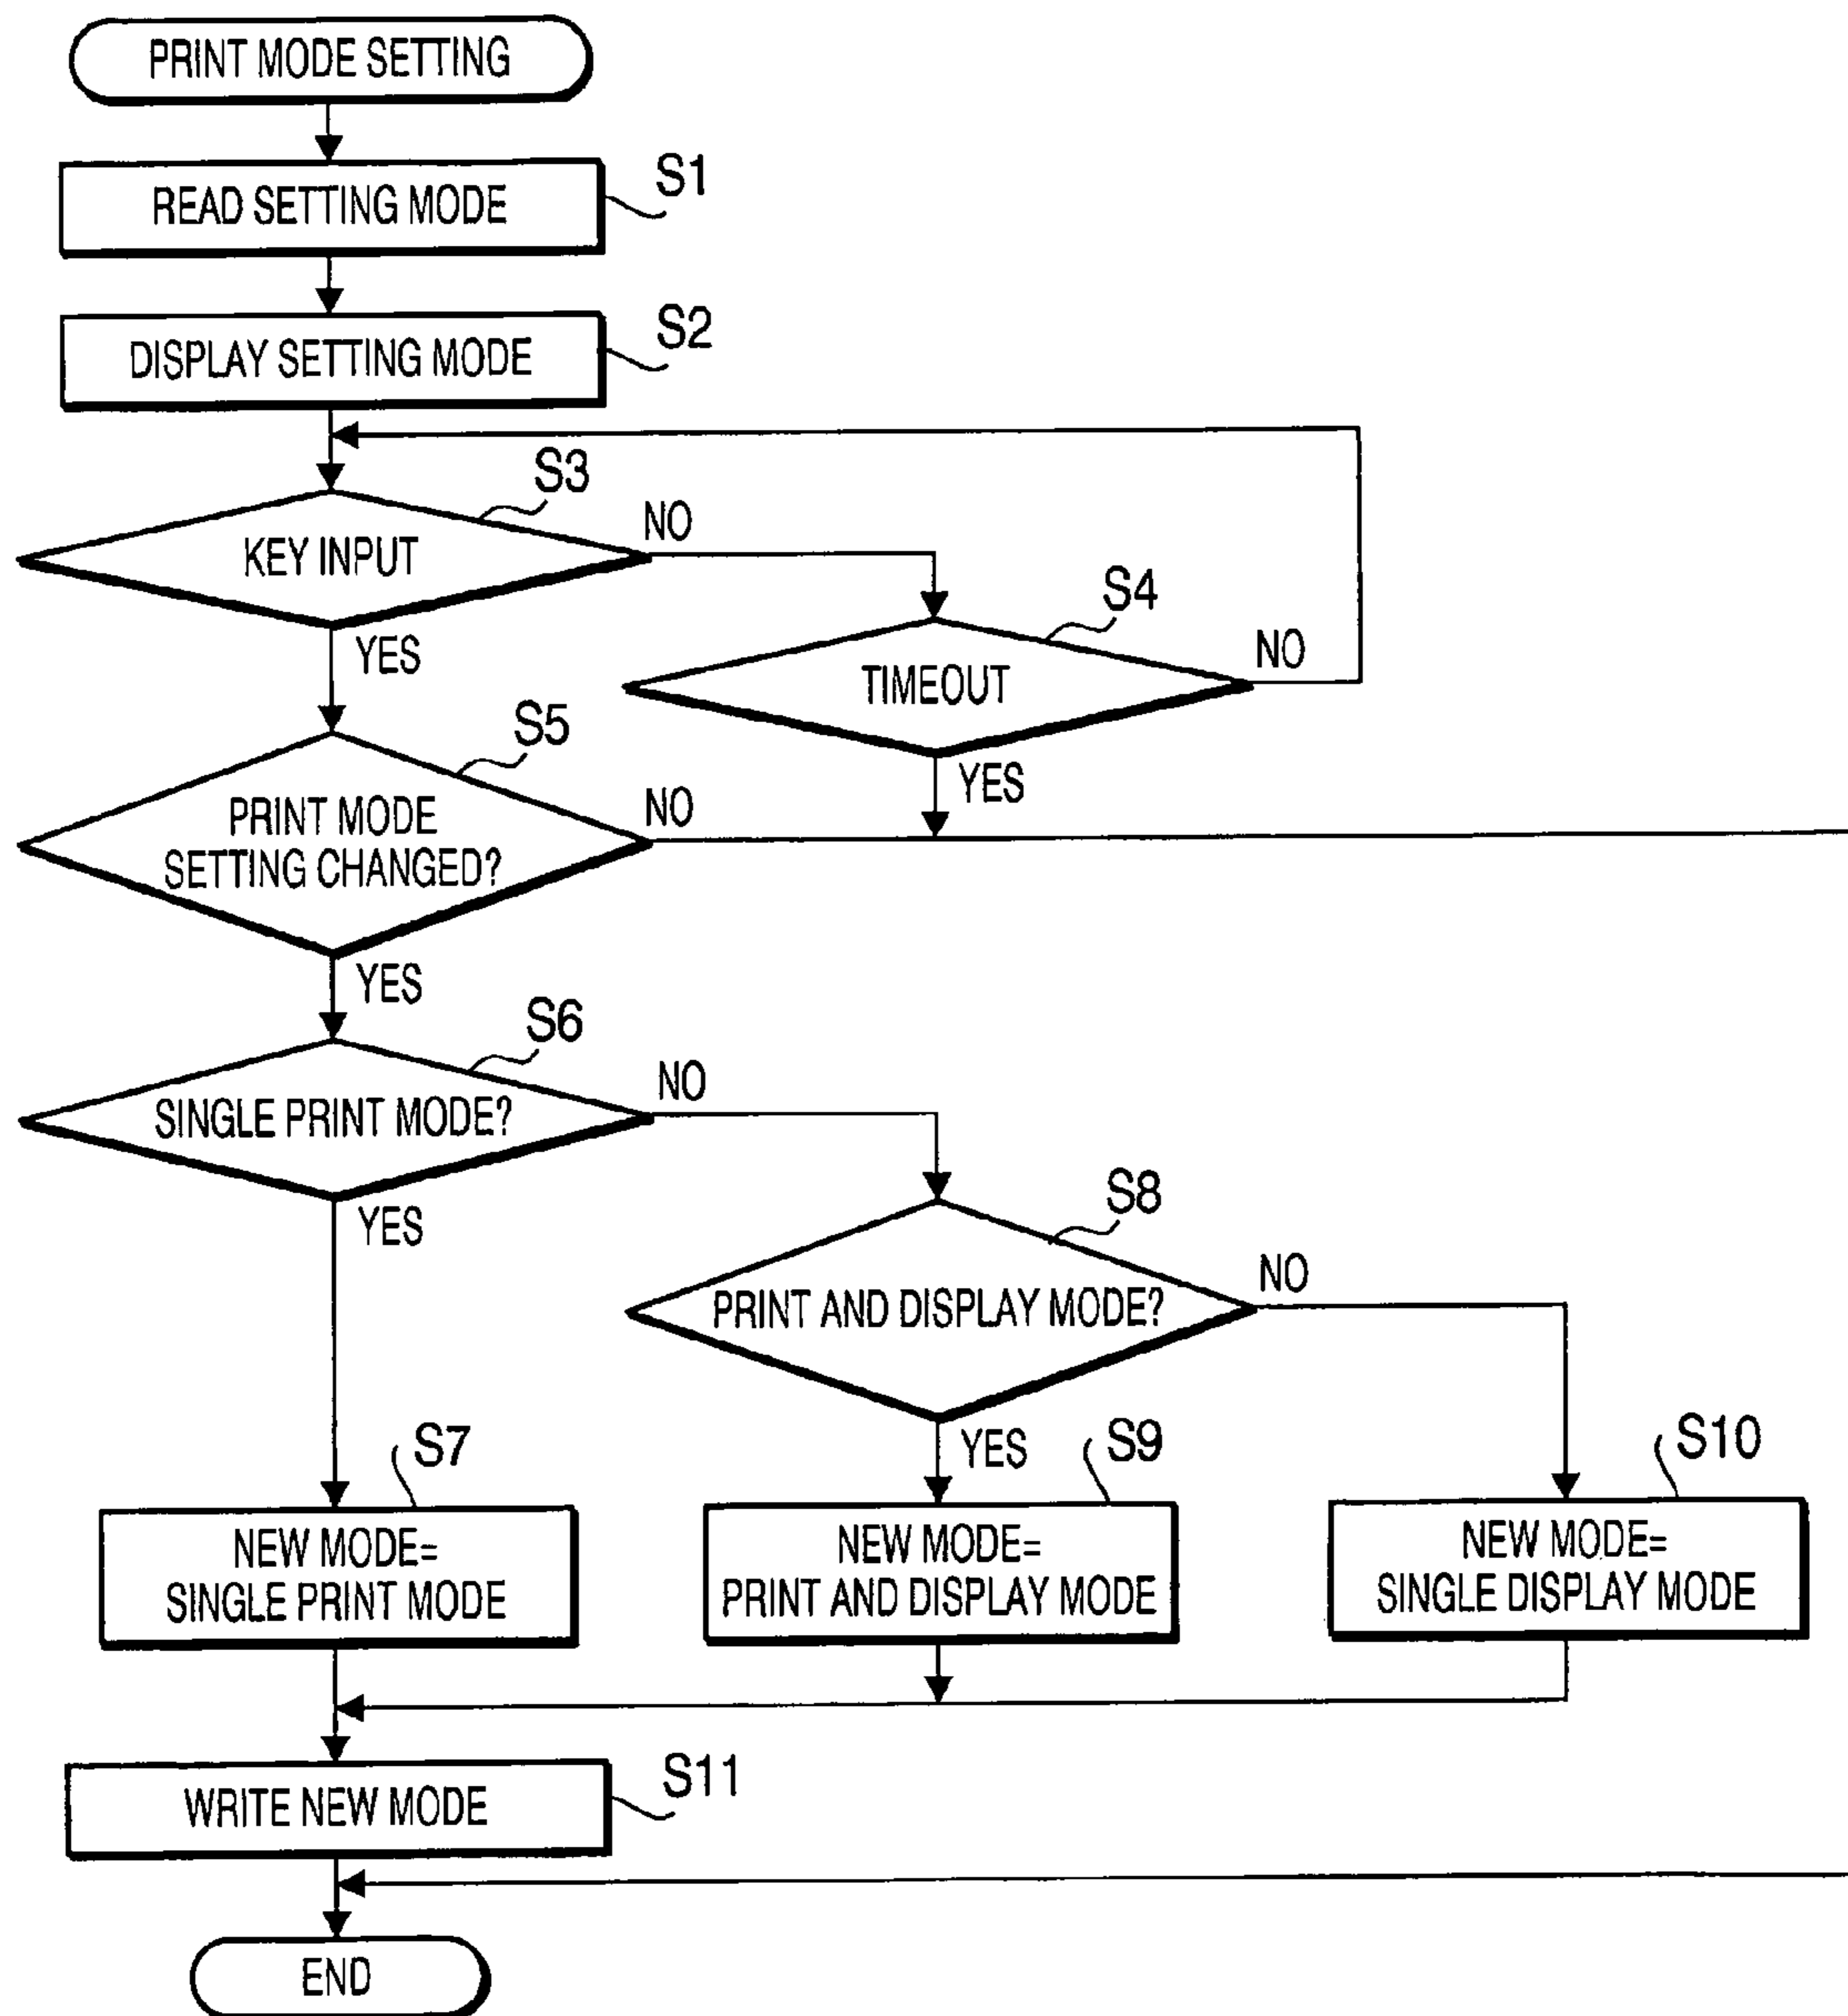 PRINT MODE SETTING
READ SETTING MODE
S1
DISPLAY SETTING MODE
S2
S3
KEY INPUT
NO
YES
S4
TIMEOUT
NO
YES
S5
PRINT MODE
SETTING CHANGED?
NO
YES
S6
SINGLE PRINT MODE?
NO
YES
S8
PRINT AND DISPLAY MODE?
NO
YES
S7
NEW MODE=
SINGLE PRINT MODE
S9
NEW MODE=
PRINT AND DISPLAY MODE
S10
NEW MODE=
SINGLE DISPLAY MODE
S11
WRITE NEW MODE
END